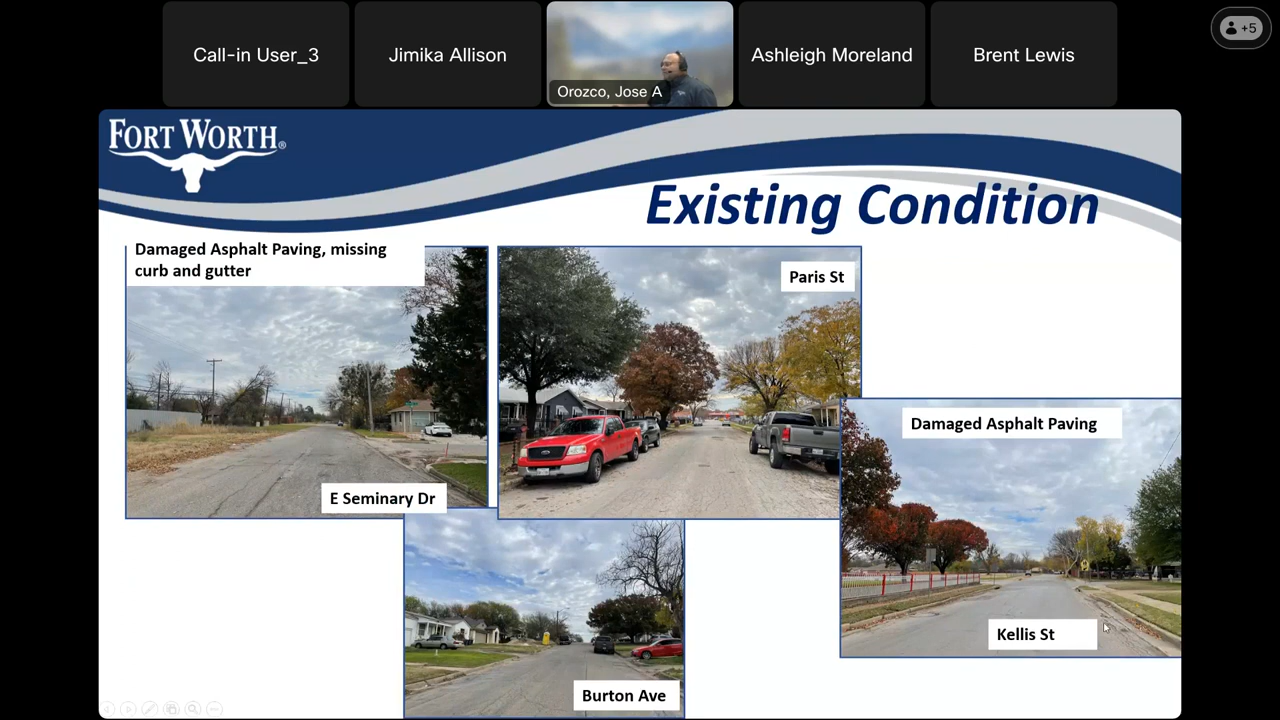 Call-in User_3
Jimika Allison
Orozco, Jose A
Ashleigh Moreland
Brent Lewis
+5
FORT WORTH®
Existing Condition
Damaged Asphalt Paving, missing
curb and gutter
Paris St
Damaged Asphalt Paving
E Seminary Dr
Kellis St
Burton Ave